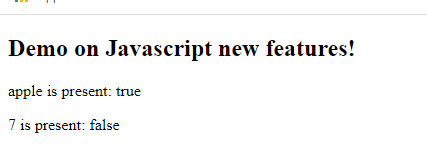 Demo on Javascript new features!
apple is present: true
7 is present: false